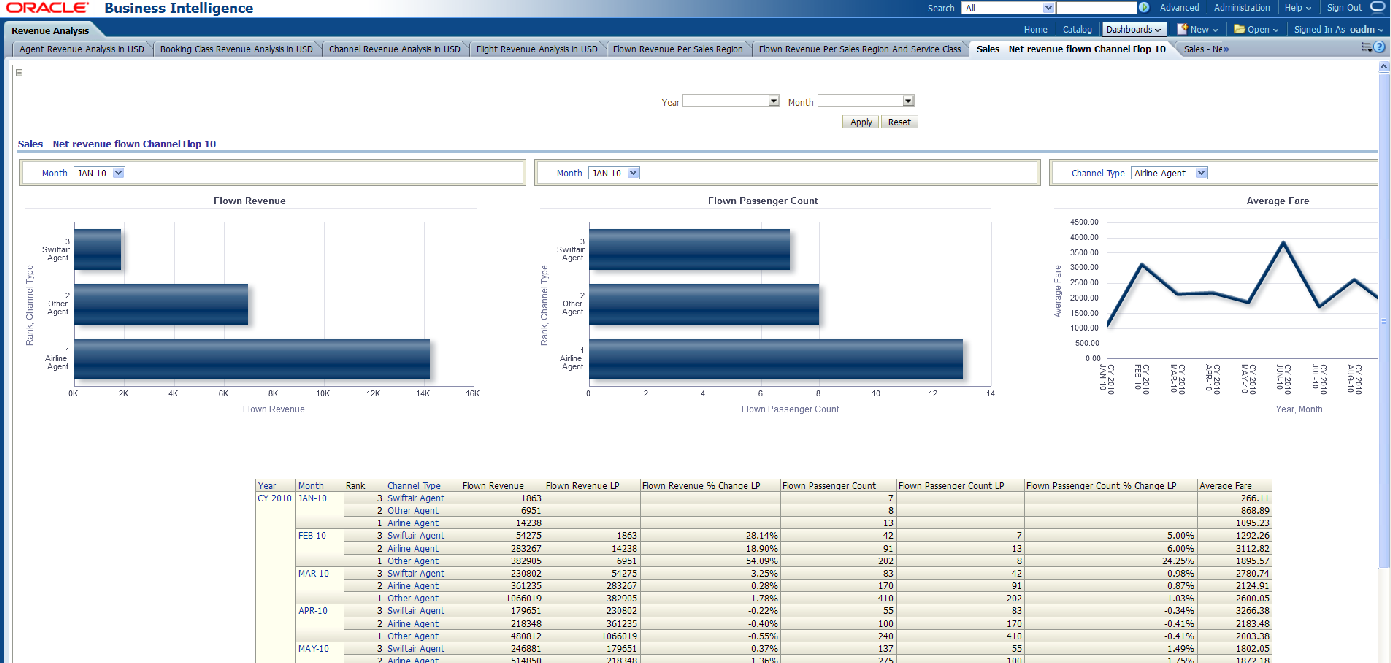 ORACLE Business Intelligence
Search All Advanced Administration Help Sign Out
Revenue Analysis
Home Catalog Dashboards New Open Signed In As oadm
Agent Revenue Analysis in USD Booking Class Revenue Analysis in USD Channel Revenue Analysis in USD Flight Revenue Analysis in USD Flown Revenue Per Sales Region Flown Revenue Per Sales Region And Service Class Sales Net revenue flown Channel Flop 10 Sales - Ne»
Year Month
Apply Reset
Sales Net revenue flown Channel Flop 10
Month JAN 10 Month JAN 10 Channel Type Airline Agent
Flown Revenue
3 Swiftair Agent
2 Other Agent
1 Airline Agent
Rank, Channel Type
0K 2K 4K 6K 8K 10K 12K 14K 16K
Flown Revenue
Flown Passenger Count
3 Swiftair Agent
2 Other Agent
1 Airline Agent
Rank, Channel Type
0 2 4 6 8 10 12 14
Flown Passenger Count
Average Fare
4500.00
4000.00
3500.00
3000.00
2500.00
2000.00
1500.00
1000.00
500.00
0.00
Average Fare
CY 2010 JAN 10 CY 2010 FEB 10 CY 2010 MAR-10 CY 2010 APR-10 CY 2010 MAY-10 CY 2010 JUN-10 CY 2010 JUL-10 CY 2010 AUG-10
Year, Month
Year Month Rank Channel Type Flown Revenue Flown Revenue LP Flown Revenue % Change LP Flown Passenger Count Flown Passenger Count LP Flown Passenger Count % Change LP Average Fare
CY 2010 JAN-10 3 Swiftair Agent 1863 7 266.11
2 Other Agent 6951 8 868.89
1 Airline Agent 14238 13 1095.23
FEB 10 3 Swiftair Agent 54275 1863 28.14% 42 7 5.00% 1292.26
2 Airline Agent 283267 14238 18.90% 91 13 6.00% 3112.82
1 Other Agent 382905 6951 54.09% 202 8 24.25% 1895.57
MAR-10 3 Swiftair Agent 230802 54275 3.25% 83 42 0.98% 2780.74
2 Airline Agent 361235 283267 0.28% 170 91 0.87% 2124.91
1 Other Agent 1066019 382905 1.78% 410 202 1.03% 2600.05
APR-10 3 Swiftair Agent 179651 230802 -0.22% 55 83 -0.34% 3266.38
2 Airline Agent 218348 361235 -0.40% 100 170 -0.41% 2183.48
1 Other Agent 480812 1066019 -0.55% 240 410 -0.41% 2003.38
MAY-10 3 Swiftair Agent 246881 179651 0.37% 137 55 1.49% 1802.05
2 Airline Agent 514850 218348 1.36% 275 100 1.75% 1872.18